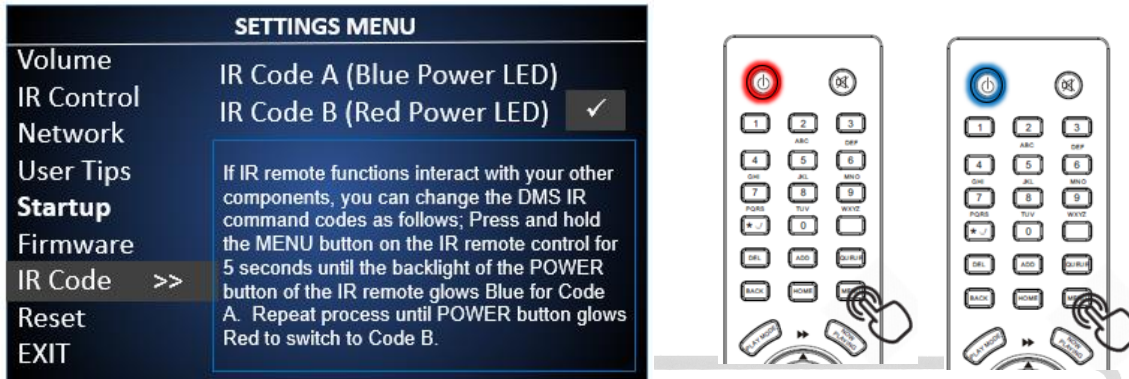 SETTINGS MENU
Volume
IR Control
Network
User Tips
Startup
Firmware
IR Code >>
Reset
EXIT
IR Code A (Blue Power LED)
IR Code B (Red Power LED) ✓
If IR remote functions interact with your other
components, you can change the DMS IR
command codes as follows; Press and hold
the MENU button on the IR remote control for
5 seconds until the backlight of the POWER
button of the IR remote glows Blue for Code
A. Repeat process until POWER button glows
Red to switch to Code B.
1 2 3
ABC DEF
4 5 6
GHI JKL MNO
7 8 9
PQRS TUV WXYZ
* 0
DEL ADD QUEUE
BACK HOME
PLAY MODE NOW PLAYING
1 2 3
ABC DEF
4 5 6
GHI JKL MNO
7 8 9
PQRS TUV WXYZ
* 0
DEL ADD QUEUE
BACK HOME
PLAY MODE NOW PLAYING